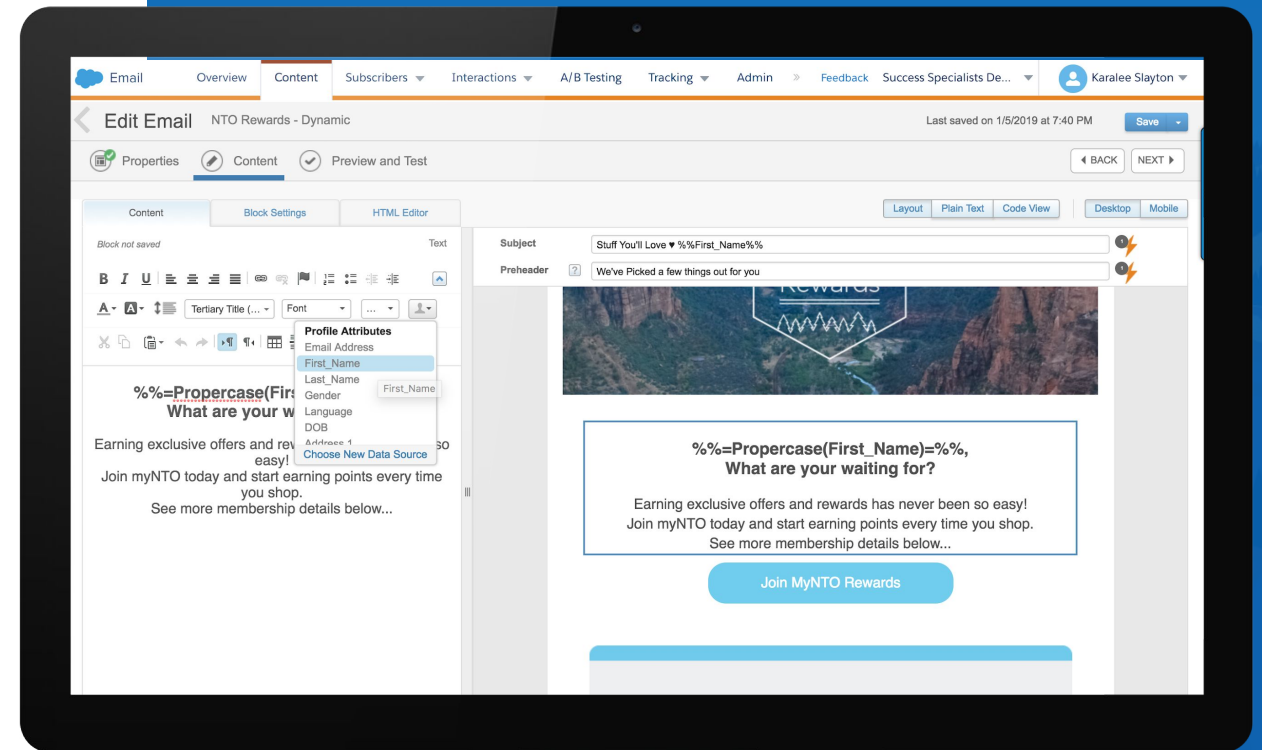 Email
Overview
Content
Subscribers
Interactions
A/B Testing
Tracking
Admin
»
Feedback
Success Specialists De...
Karalee Slayton
Edit Email
NTO Rewards - Dynamic
Last saved on 1/5/2019 at 7:40 PM
Save
Properties
Content
Preview and Test
BACK
NEXT
Content
Block Settings
HTML Editor
Layout
Plain Text
Code View
Desktop
Mobile
Block not saved
Text
Subject
Stuff You'll Love ♥ %%First_Name%%
Preheader
?
We've Picked a few things out for you
B I U
A
A
Tertiary Title (...
Font
...
Profile Attributes
Email Address
First_Name
Last_Name
First_Name
Gender
Language
DOB
Address 1
Choose New Data Source
%%=Propercase(Firs
What are your w
Earning exclusive offers and rew so
easy!
Join myNTO today and start earning points every time
you shop.
See more membership details below...
Rewards
%%=Propercase(First_Name)=%%,
What are your waiting for?
Earning exclusive offers and rewards has never been so easy!
Join myNTO today and start earning points every time you shop.
See more membership details below...
Join MyNTO Rewards